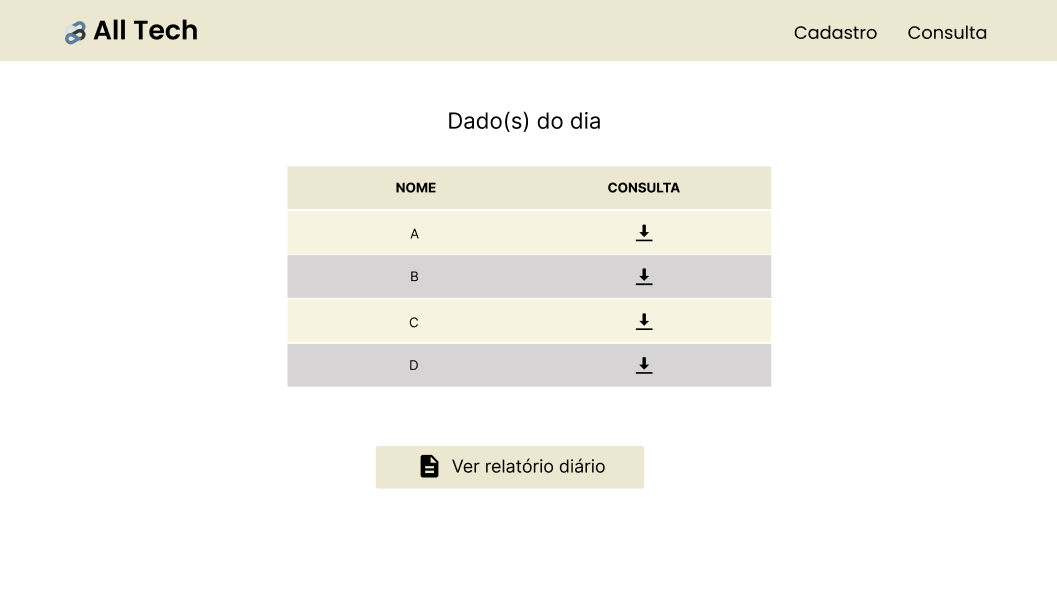 All Tech
Cadastro Consulta
Dado(s) do dia
NOME CONSULTA
A
B
C
D
Ver relatório diário